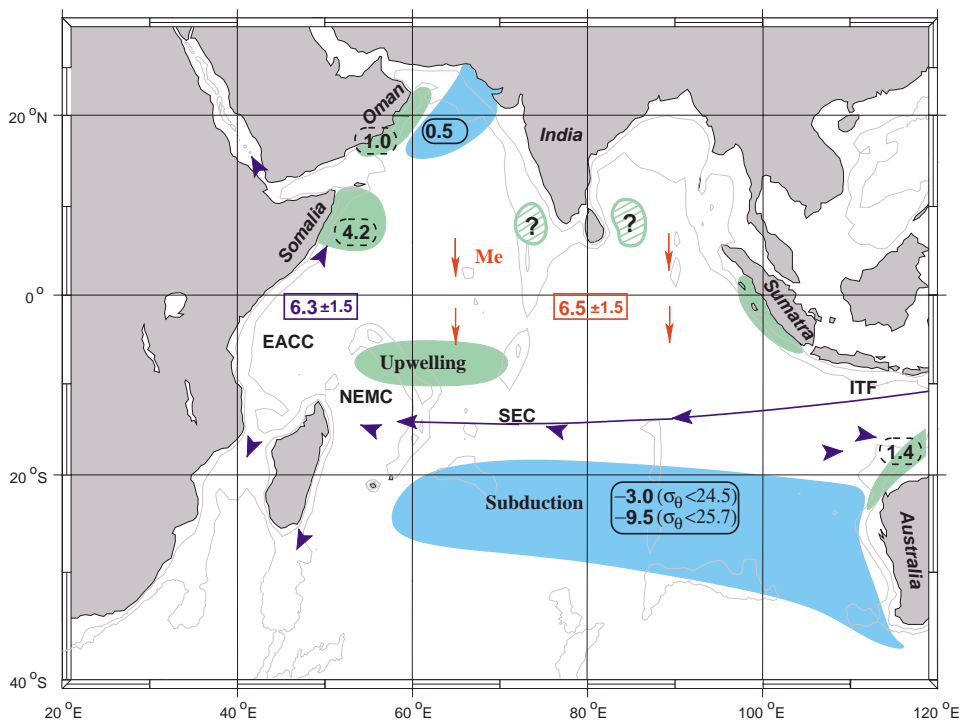 20 °N
0
20 °S
40 °S
Oman
1.0
0.5
India
Somalia
4.2
?
?
Me
6.3 ±1.5
6.5 ±1.5
Sumatra
EACC
Upwelling
NEMC
SEC
ITF
1.4
Subduction
−3.0 (σθ<24.5)
−9.5 (σθ<25.7)
Australia
20 °E
40 °E
60 °E
80 °E
100 °E
120 °E